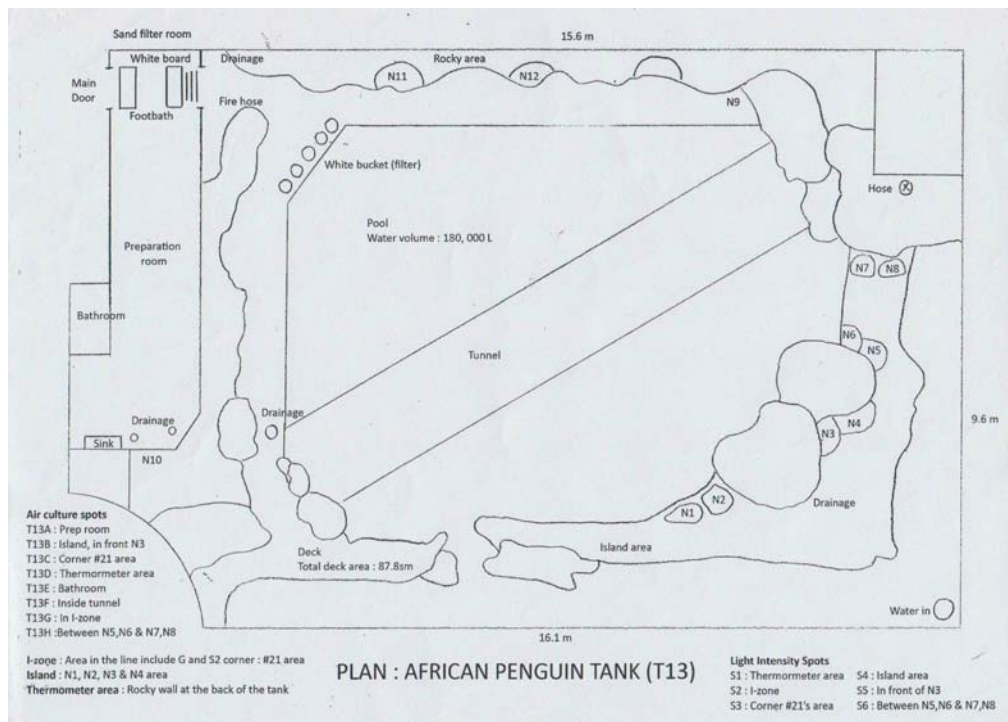 Sand filter room
15.6 m
White board
Drainage
Rocky area
Main
Door
N11
N12
Footbath
Fire hose
N9
White bucket (filter)
Hose
Pool
Water volume : 180, 000 L
Preparation
room
N7
N8
Bathroom
N6
N5
Tunnel
Drainage
Drainage
9.6 m
N4
N3
Sink
N10
N2
N1
Drainage
Island area
Deck
Total deck area : 87.8sm
Water in
16.1 m
Air culture spots
T13A : Prep room
T13B : Island, in front N3
T13C : Corner #21 area
T13D : Thermormeter area
T13E : Bathroom
T13F : Inside tunnel
T13G : In I-zone
T13H :Between N5,N6 & N7,N8
I-zone : Area in the line include G and S2 corner : #21 area
Island : N1, N2, N3 & N4 area
Thermometer area : Rocky wall at the back of the tank
PLAN : AFRICAN PENGUIN TANK (T13)
Light Intensity Spots
S1 : Thermormeter area
S2 : I-zone
S3 : Corner #21's area
S4 : Island area
S5 : In front of N3
S6 : Between N5,N6 & N7,N8